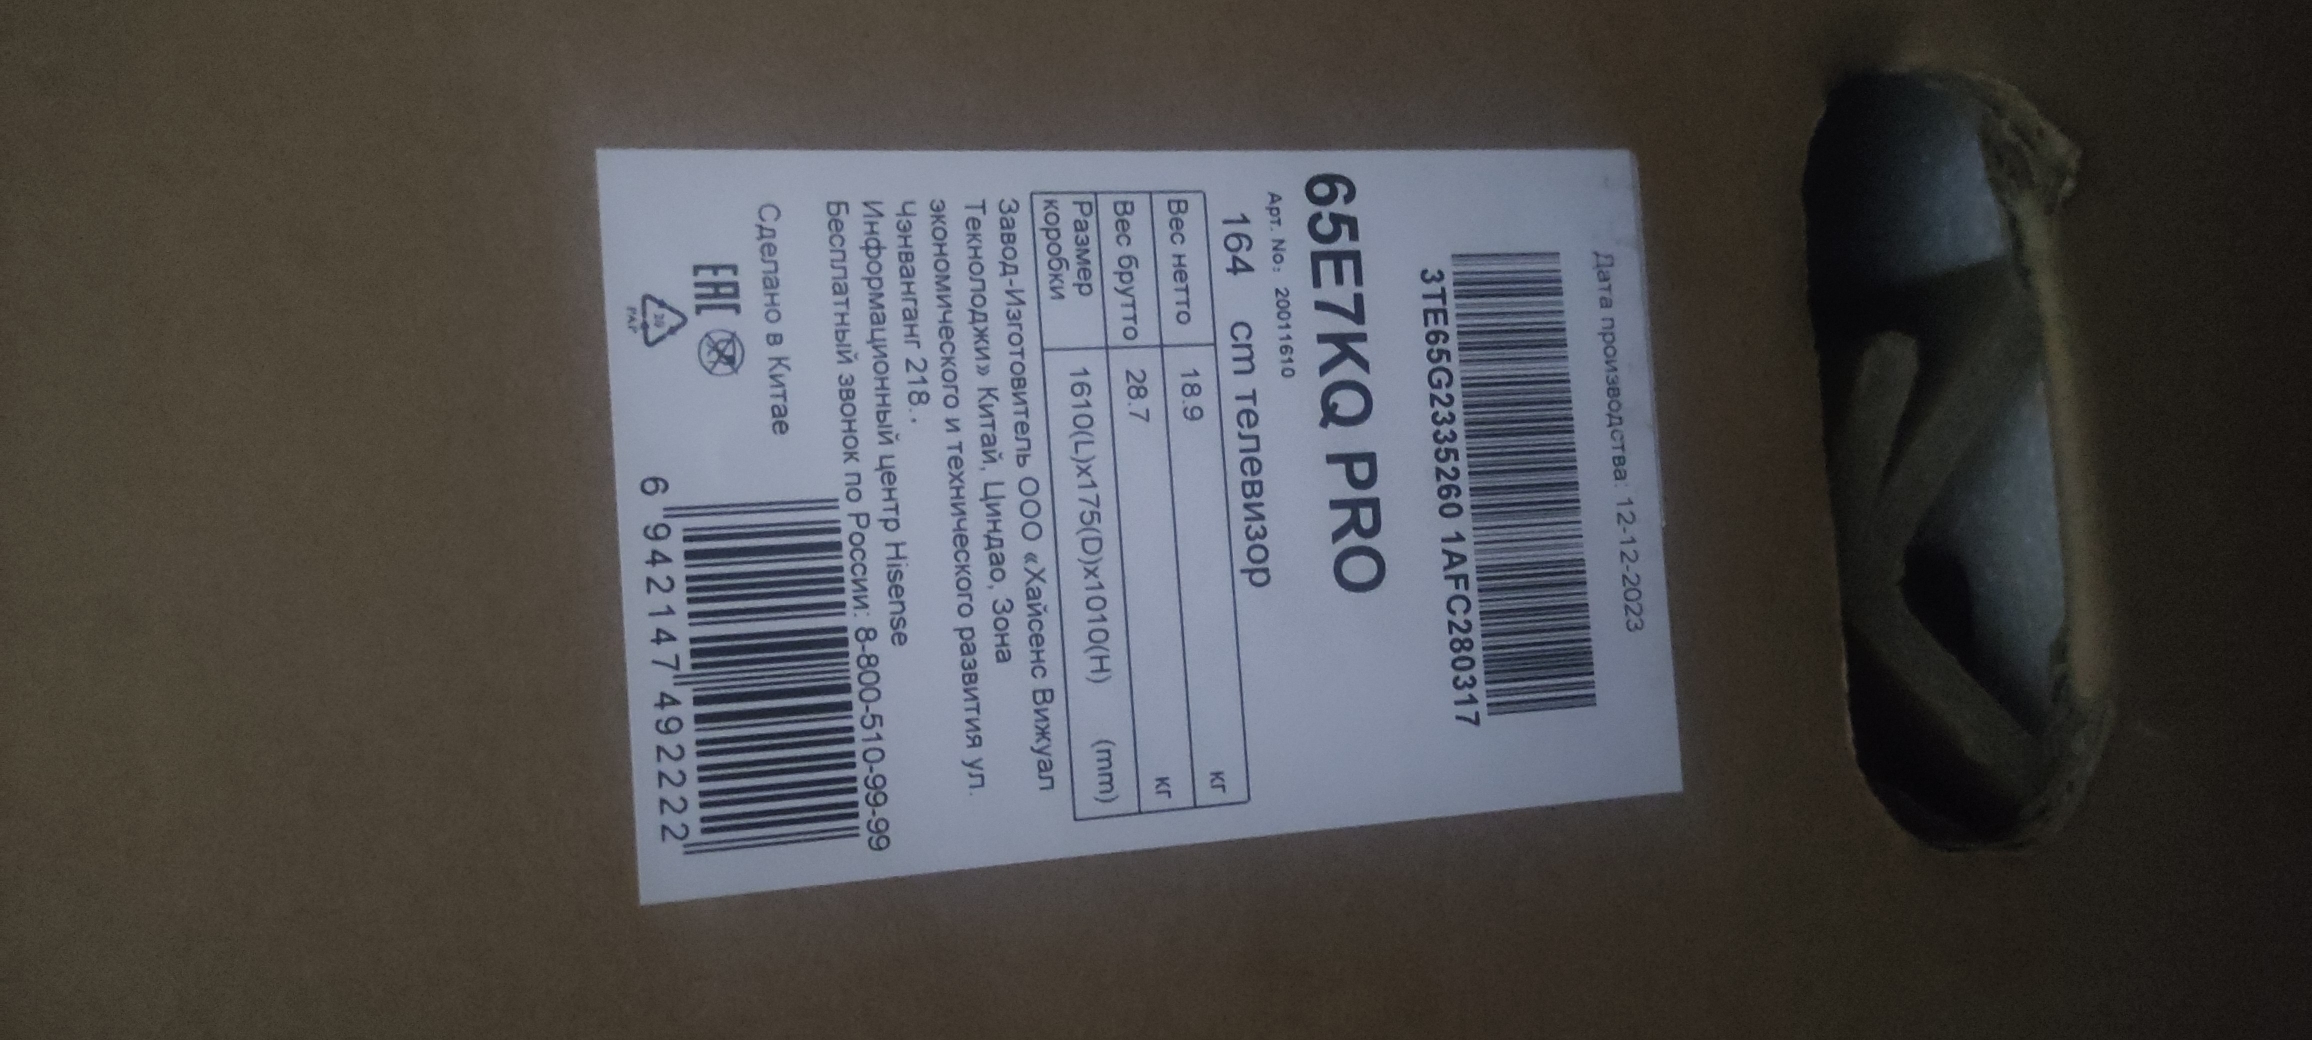 Дата производства: 12-12-2023
3TE65G2335260 1AFC280317
65E7KQ PRO
Арт. No: 20011610
164 cm телевизор
Вес нетто 18.9 кг
Вес брутто 28.7 кг
Размер коробки 1610(L)x175(D)x1010(H) (mm)
Завод-Изготовитель ООО «Хайсенс Вижуал
Текнолоджи» Китай, Циндао, Зона
экономического и технического развития ул.
Чэнванганг 218.,
Информационный центр Hisense
Бесплатный звонок по России: 8-800-510-99-99
Сделано в Китае
EAC
20
PAP
6 942147 492222